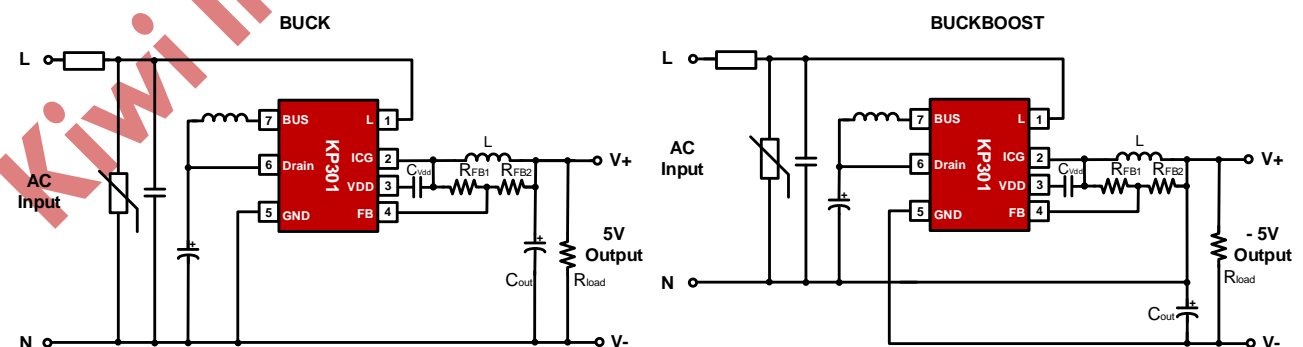 BUCK
L
7 BUS
L 1
6 Drain
ICG 2
KP301
VDD 3
5 GND
FB 4
CVdd
L
RFB1
RFB2
V+
AC
Input
5V
Output
Cout
Rload
N
V-
BUCKBOOST
L
7 BUS
L 1
6 Drain
ICG 2
KP301
VDD 3
5 GND
FB 4
CVdd
L
RFB1
RFB2
V+
AC
Input
- 5V
Output
Rload
N
Cout
V-
Kiwi